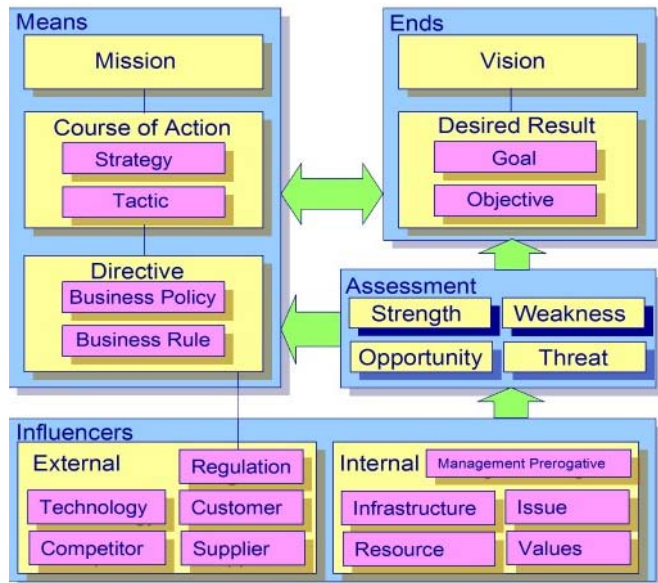 Means
Mission
Course of Action
Strategy
Tactic
Directive
Business Policy
Business Rule
Ends
Vision
Desired Result
Goal
Objective
Assessment
Strength
Weakness
Opportunity
Threat
Influencers
External
Regulation
Technology
Customer
Competitor
Supplier
Internal
Management Prerogative
Infrastructure
Issue
Resource
Values